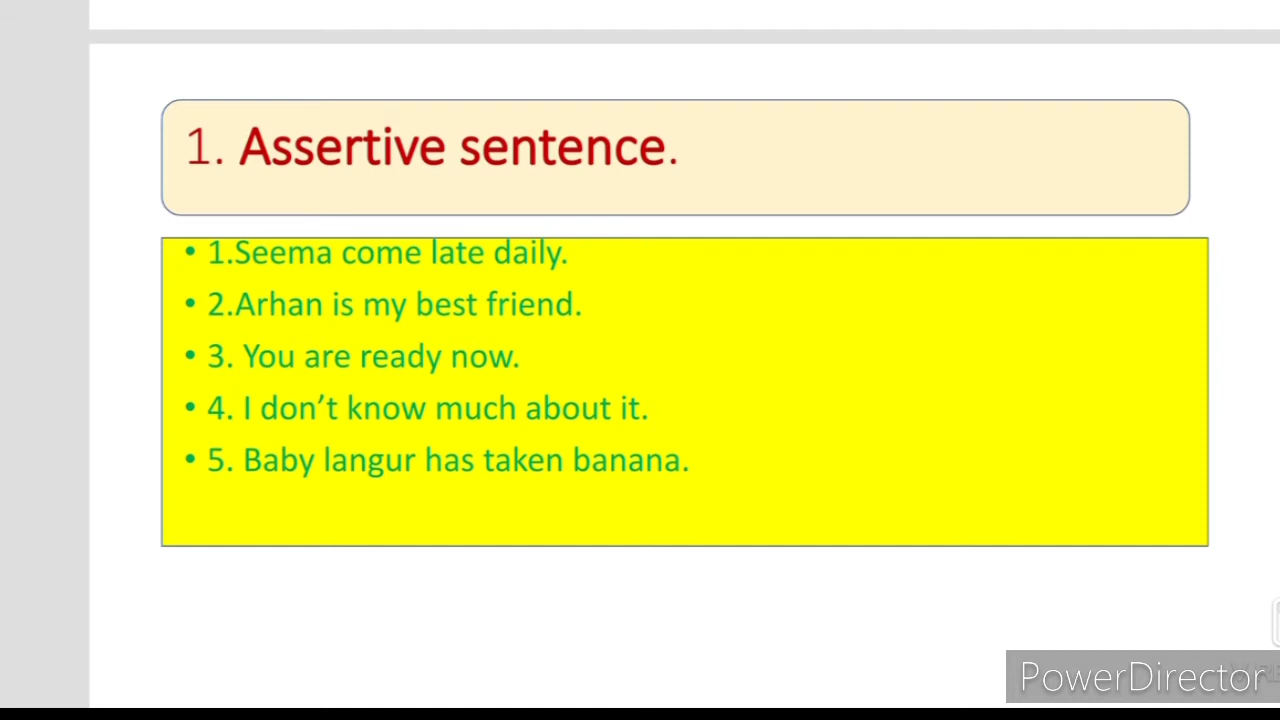 1. Assertive sentence.
• 1.Seema come late daily.
• 2.Arhan is my best friend.
• 3. You are ready now.
• 4. I don’t know much about it.
• 5. Baby langur has taken banana.
PowerDirector